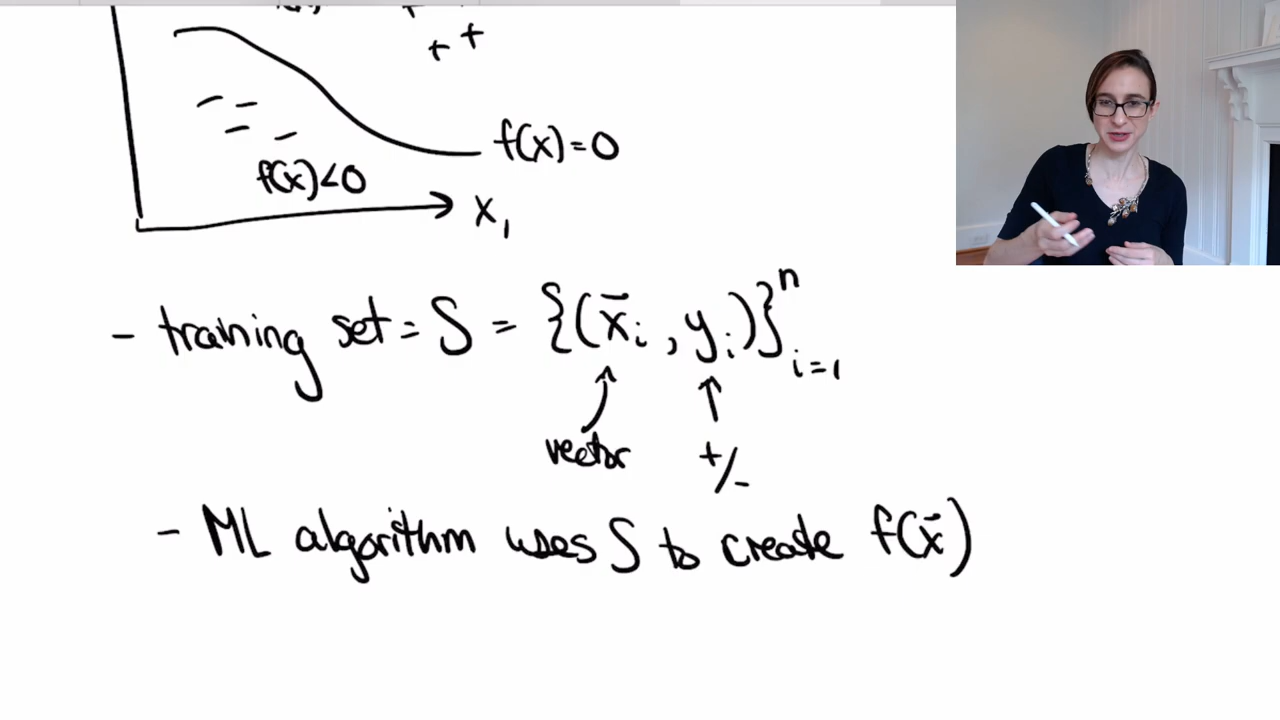 + +
f(x)=0
f(x)<0
x₁
- training set = S = {(x̄ᵢ, yᵢ)}ⁿᵢ₌₁
vector +/-
- ML algorithm uses S to create f(x̄)